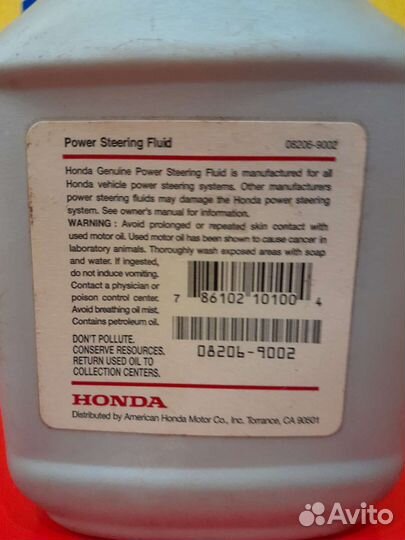 Power Steering Fluid 08206-9002
Honda Genuine Power Steering Fluid is manufactured for all
Honda vehicle power steering systems. Other manufacturers
power steering fluids may damage the Honda power steering
system. See owner's manual for information.
WARNING : Avoid prolonged or repeated skin contact with
used motor oil. Used motor oil has been shown to cause cancer in
laboratory animals. Thoroughly wash exposed areas with soap
and water. If ingested,
do not induce vomiting.
Contact a physician or
poison control center.
Avoid breathing oil mist.
Contains petroleum oil.
7 86102 10100 4
DON'T POLLUTE.
CONSERVE RESOURCES.
RETURN USED OIL TO
COLLECTION CENTERS.
08206-9002
HONDA
Distributed by American Honda Motor Co., Inc. Torrance, CA 90501
Avito